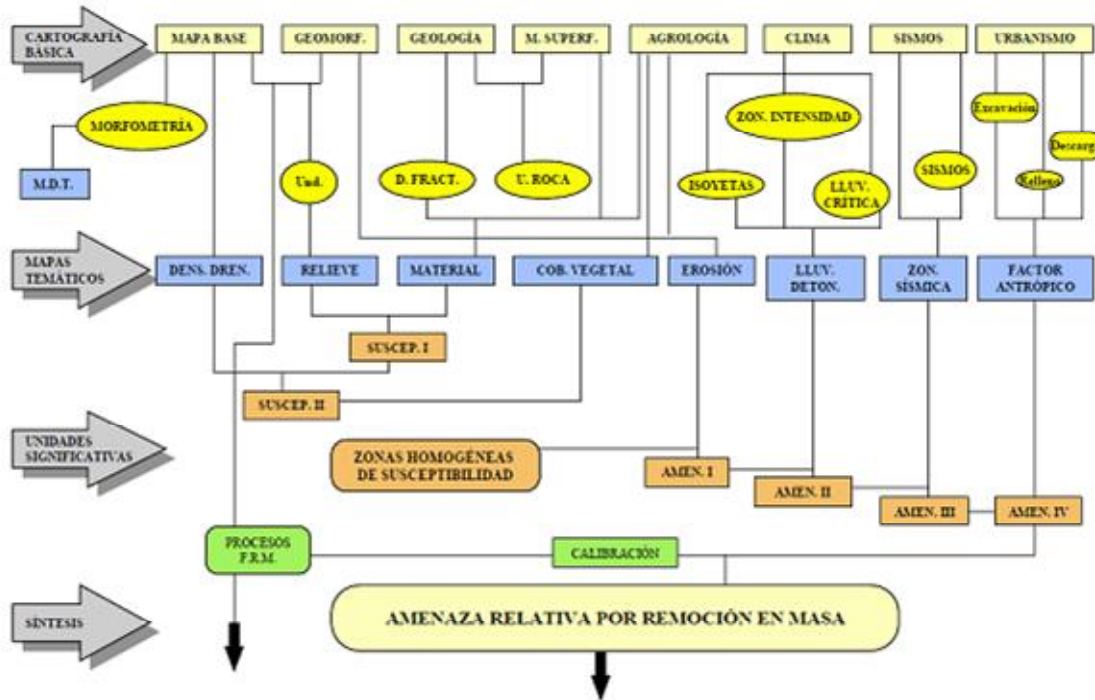 CARTOGRAFÍA
BÁSICA
MAPA BASE
GEOMORF.
GEOLOGÍA
M. SUPERF.
AGROLOGÍA
CLIMA
SISMOS
URBANISMO
MORFOMETRÍA
ZON. INTENSIDAD
Excavación
Descarg
M.D.T.
Und.
D. FRACT.
U. ROCA
ISOYETAS
LLUV.
CRÍTICA
SISMOS
Relleno
MAPAS
TEMÁTICOS
DENS. DREN.
RELIEVE
MATERIAL
COB. VEGETAL
EROSIÓN
LLUV.
DETON.
ZON.
SÍSMICA
FACTOR
ANTRÓPICO
SUSCEP. I
SUSCEP. II
UNIDADES
SIGNIFICATIVAS
ZONAS HOMOGÉNEAS
DE SUSCEPTIBILIDAD
AMEN. I
AMEN. II
AMEN. III
AMEN. IV
PROCESOS
F.R.M.
CALIBRACIÓN
SÍNTESIS
AMENAZA RELATIVA POR REMOCIÓN EN MASA